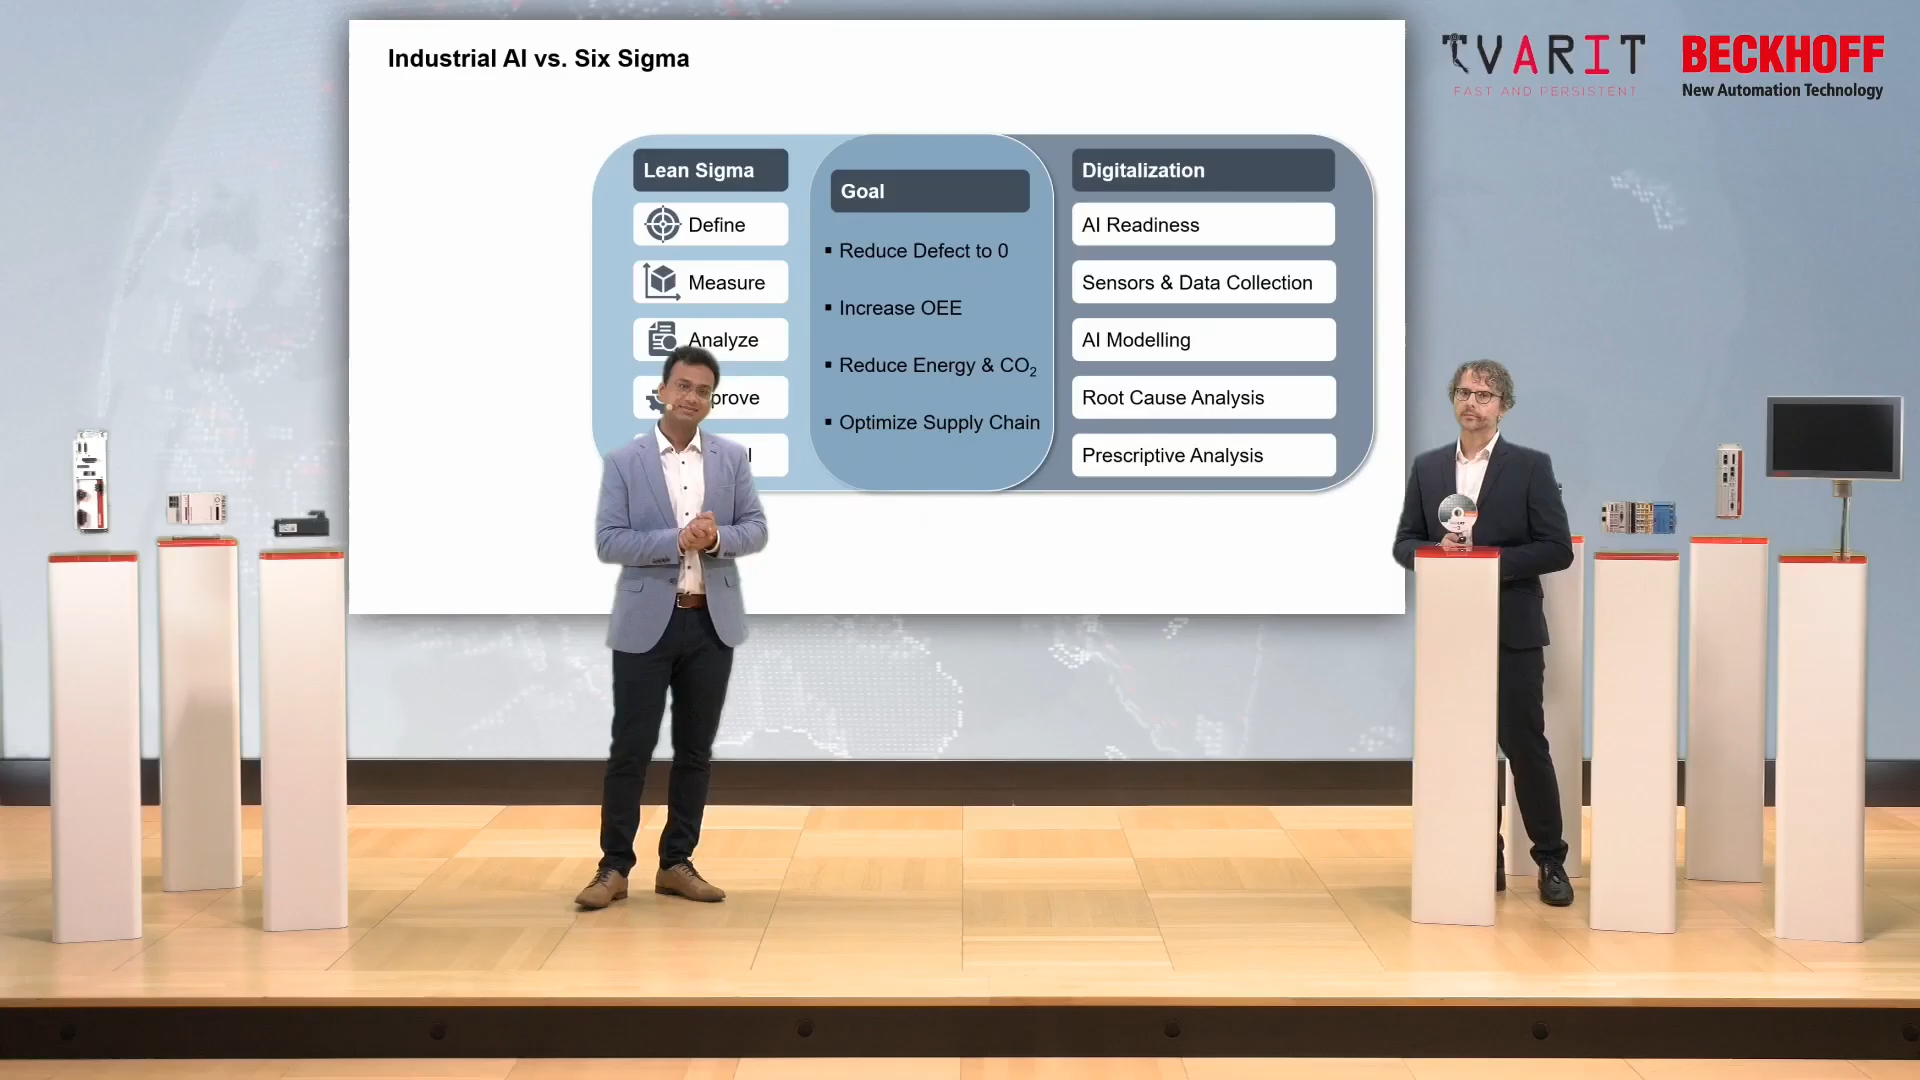 Industrial AI vs. Six Sigma
TVARIT
FAST AND PERSISTENT
BECKHOFF
New Automation Technology
Lean Sigma
Define
Measure
Analyze
Goal
▪ Reduce Defect to 0
▪ Increase OEE
▪ Reduce Energy & CO₂
▪ Optimize Supply Chain
Digitalization
AI Readiness
Sensors & Data Collection
AI Modelling
Root Cause Analysis
Prescriptive Analysis